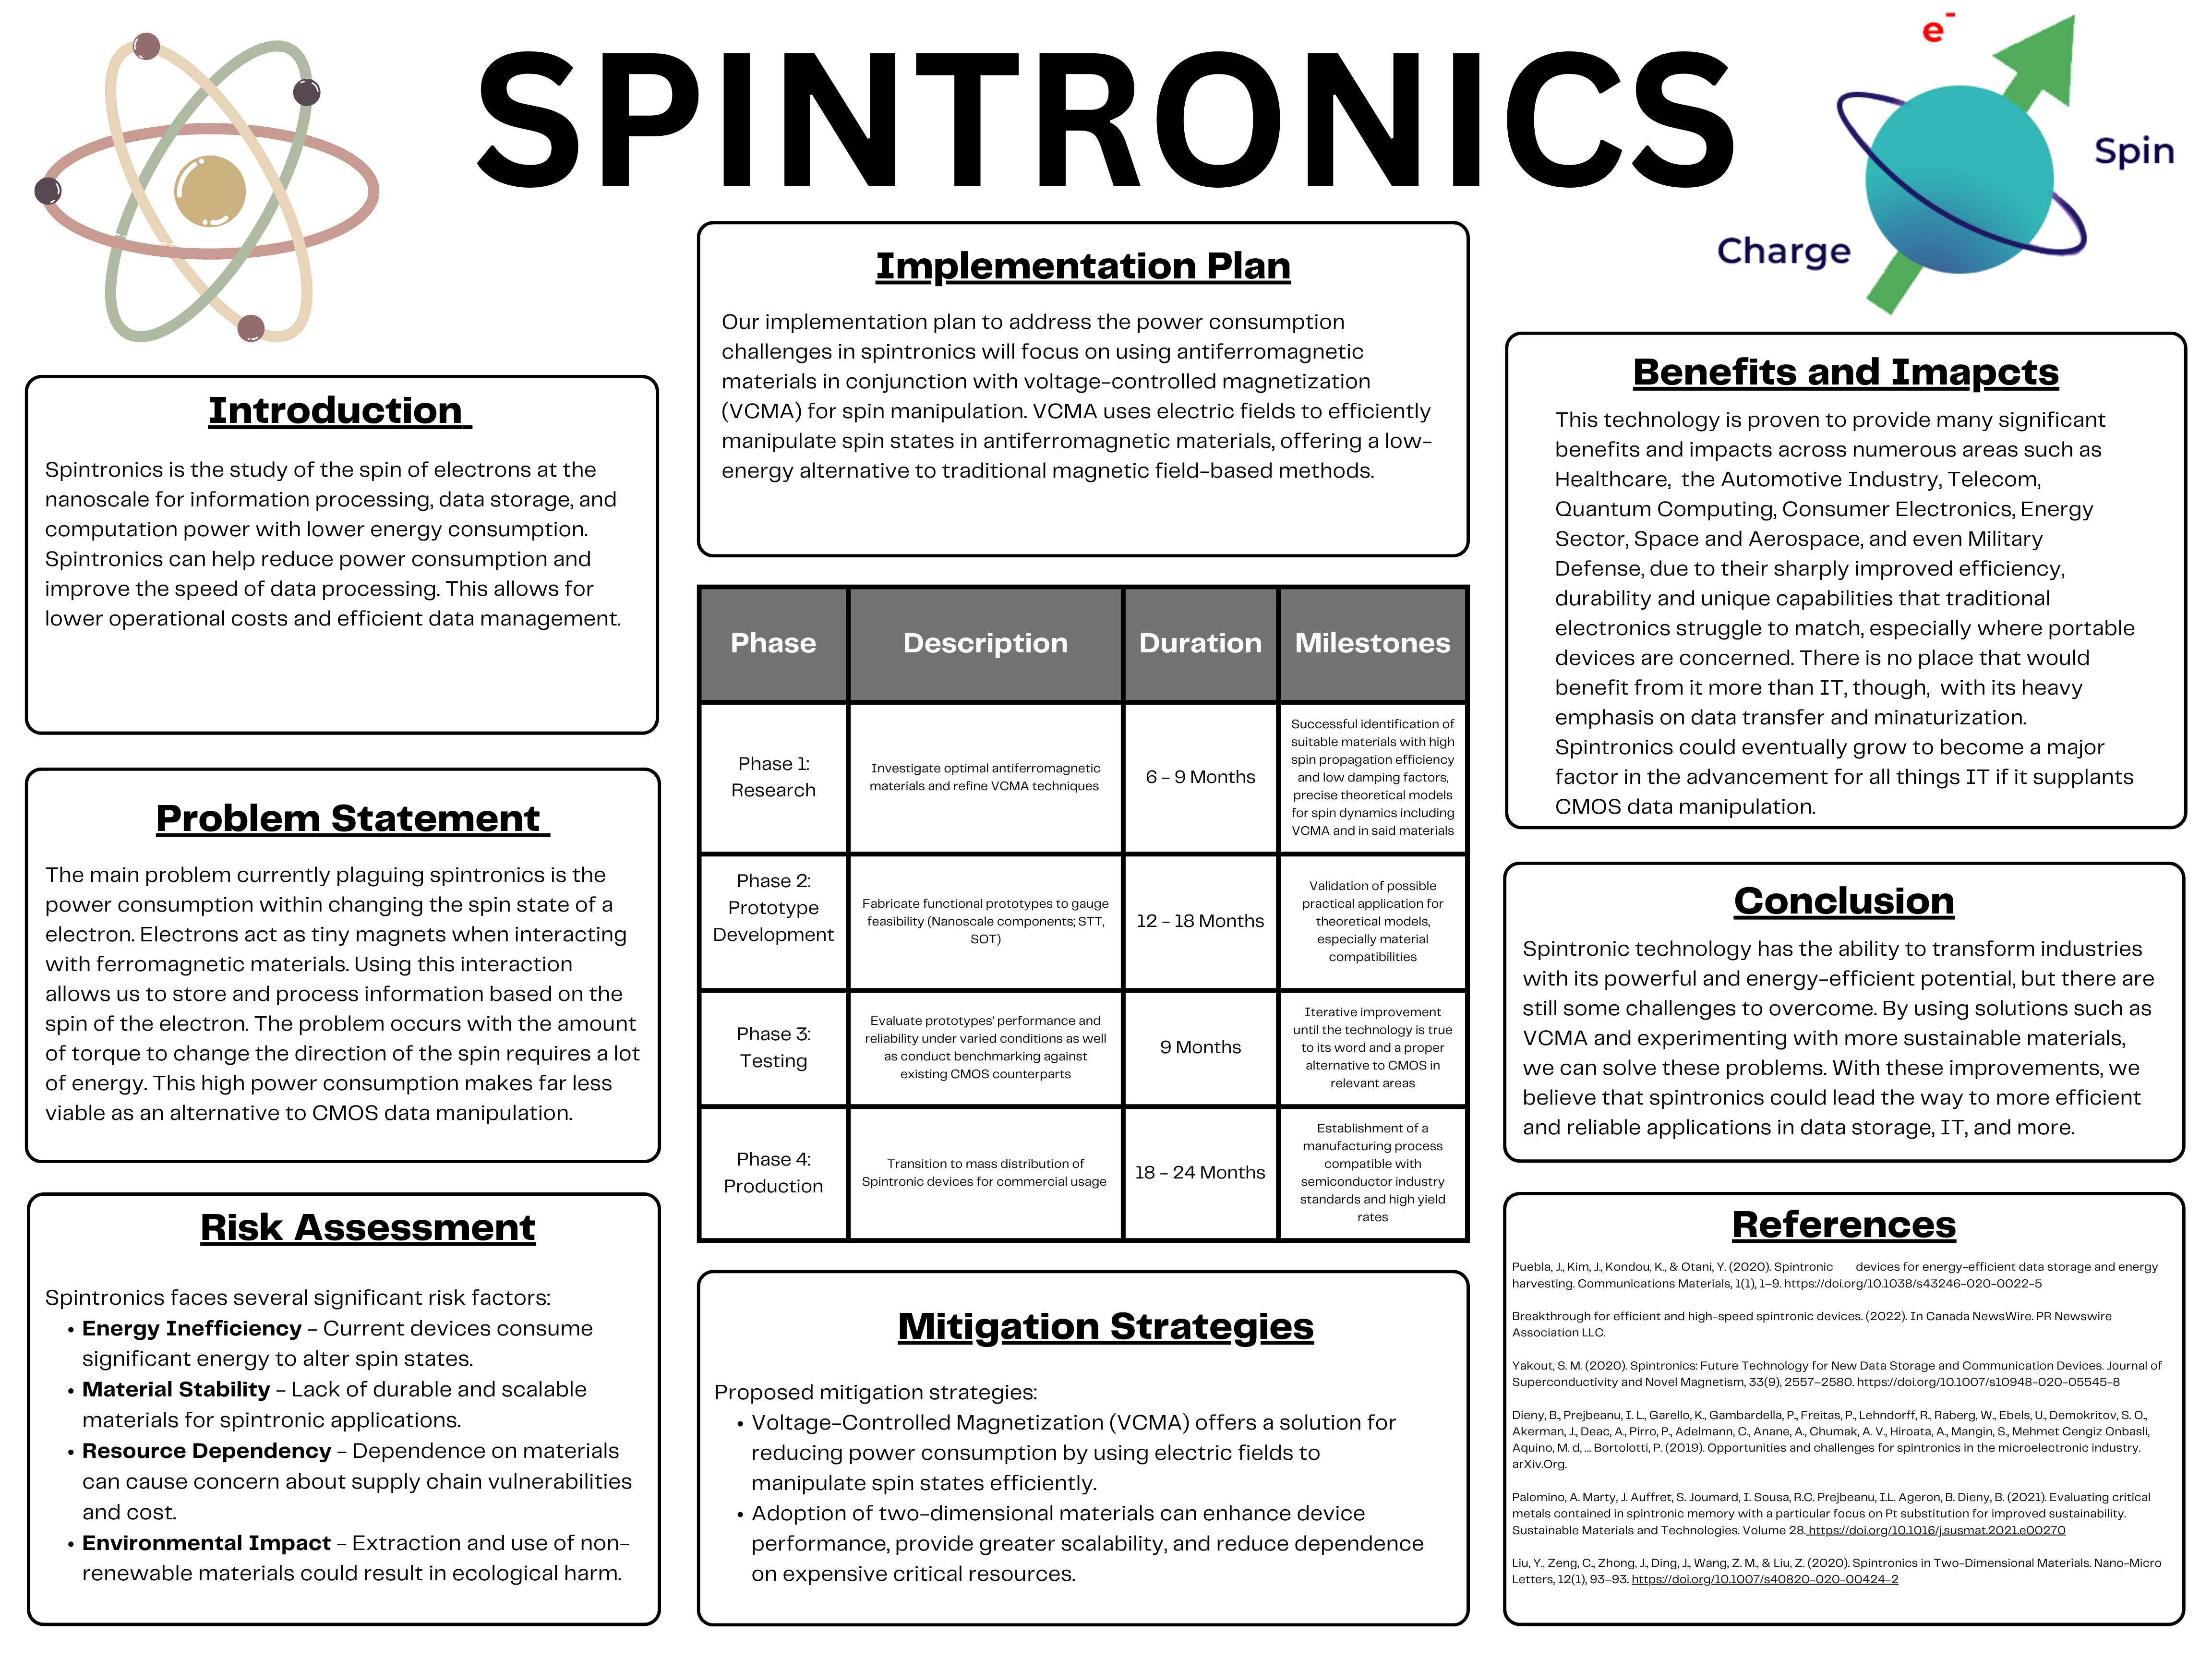 SPINTRONICS
e-
Spin
Charge
Introduction
Spintronics is the study of the spin of electrons at the
nanoscale for information processing, data storage, and
computation power with lower energy consumption.
Spintronics can help reduce power consumption and
improve the speed of data processing. This allows for
lower operational costs and efficient data management.
Problem Statement
The main problem currently plaguing spintronics is the
power consumption within changing the spin state of a
electron. Electrons act as tiny magnets when interacting
with ferromagnetic materials. Using this interaction
allows us to store and process information based on the
spin of the electron. The problem occurs with the amount
of torque to change the direction of the spin requires a lot
of energy. This high power consumption makes far less
viable as an alternative to CMOS data manipulation.
Risk Assessment
Spintronics faces several significant risk factors:
• Energy Inefficiency – Current devices consume
significant energy to alter spin states.
• Material Stability – Lack of durable and scalable
materials for spintronic applications.
• Resource Dependency – Dependence on materials
can cause concern about supply chain vulnerabilities
and cost.
• Environmental Impact – Extraction and use of non-
renewable materials could result in ecological harm.
Implementation Plan
Our implementation plan to address the power consumption
challenges in spintronics will focus on using antiferromagnetic
materials in conjunction with voltage-controlled magnetization
(VCMA) for spin manipulation. VCMA uses electric fields to efficiently
manipulate spin states in antiferromagnetic materials, offering a low-
energy alternative to traditional magnetic field-based methods.
Phase Description Duration Milestones
Phase 1:
Research
Investigate optimal antiferromagnetic
materials and refine VCMA techniques
6 - 9 Months
Successful identification of
suitable materials with high
spin propagation efficiency
and low damping factors,
precise theoretical models
for spin dynamics including
VCMA and in said materials
Phase 2:
Prototype
Development
Fabricate functional prototypes to gauge
feasibility (Nanoscale components; STT,
SOT)
12 - 18 Months
Validation of possible
practical application for
theoretical models,
especially material
compatibilities
Phase 3:
Testing
Evaluate prototypes' performance and
reliability under varied conditions as well
as conduct benchmarking against
existing CMOS counterparts
9 Months
Iterative improvement
until the technology is true
to its word and a proper
alternative to CMOS in
relevant areas
Phase 4:
Production
Transition to mass distribution of
Spintronic devices for commercial usage
18 - 24 Months
Establishment of a
manufacturing process
compatible with
semiconductor industry
standards and high yield
rates
Mitigation Strategies
Proposed mitigation strategies:
• Voltage-Controlled Magnetization (VCMA) offers a solution for
reducing power consumption by using electric fields to
manipulate spin states efficiently.
• Adoption of two-dimensional materials can enhance device
performance, provide greater scalability, and reduce dependence
on expensive critical resources.
Benefits and Imapcts
This technology is proven to provide many significant
benefits and impacts across numerous areas such as
Healthcare, the Automotive Industry, Telecom,
Quantum Computing, Consumer Electronics, Energy
Sector, Space and Aerospace, and even Military
Defense, due to their sharply improved efficiency,
durability and unique capabilities that traditional
electronics struggle to match, especially where portable
devices are concerned. There is no place that would
benefit from it more than IT, though, with its heavy
emphasis on data transfer and minaturization.
Spintronics could eventually grow to become a major
factor in the advancement for all things IT if it supplants
CMOS data manipulation.
Conclusion
Spintronic technology has the ability to transform industries
with its powerful and energy-efficient potential, but there are
still some challenges to overcome. By using solutions such as
VCMA and experimenting with more sustainable materials,
we can solve these problems. With these improvements, we
believe that spintronics could lead the way to more efficient
and reliable applications in data storage, IT, and more.
References
Puebla, J., Kim, J., Kondou, K., & Otani, Y. (2020). Spintronic devices for energy-efficient data storage and energy
harvesting. Communications Materials, 1(1), 1–9. https://doi.org/10.1038/s43246-020-0022-5
Breakthrough for efficient and high-speed spintronic devices. (2022). In Canada NewsWire. PR Newswire
Association LLC.
Yakout, S. M. (2020). Spintronics: Future Technology for New Data Storage and Communication Devices. Journal of
Superconductivity and Novel Magnetism, 33(9), 2557–2580. https://doi.org/10.1007/s10948-020-05545-8
Dieny, B., Prejbeanu, I. L., Garello, K., Gambardella, P., Freitas, P., Lehndorff, R., Raberg, W., Ebels, U., Demokritov, S. O.,
Akerman, J., Deac, A., Pirro, P., Adelmann, C., Anane, A., Chumak, A. V., Hiroata, A., Mangin, S., Mehmet Cengiz Onbasli,
Aquino, M. d, ... Bortolotti, P. (2019). Opportunities and challenges for spintronics in the microelectronic industry.
arXiv.Org.
Palomino, A. Marty, J. Auffret, S. Joumard, I. Sousa, R.C. Prejbeanu, I.L. Ageron, B. Dieny, B. (2021). Evaluating critical
metals contained in spintronic memory with a particular focus on Pt substitution for improved sustainability.
Sustainable Materials and Technologies. Volume 28. https://doi.org/10.1016/j.susmat.2021.e00270
Liu, Y., Zeng, C., Zhong, J., Ding, J., Wang, Z. M., & Liu, Z. (2020). Spintronics in Two-Dimensional Materials. Nano-Micro
Letters, 12(1), 93–93. https://doi.org/10.1007/s40820-020-00424-2